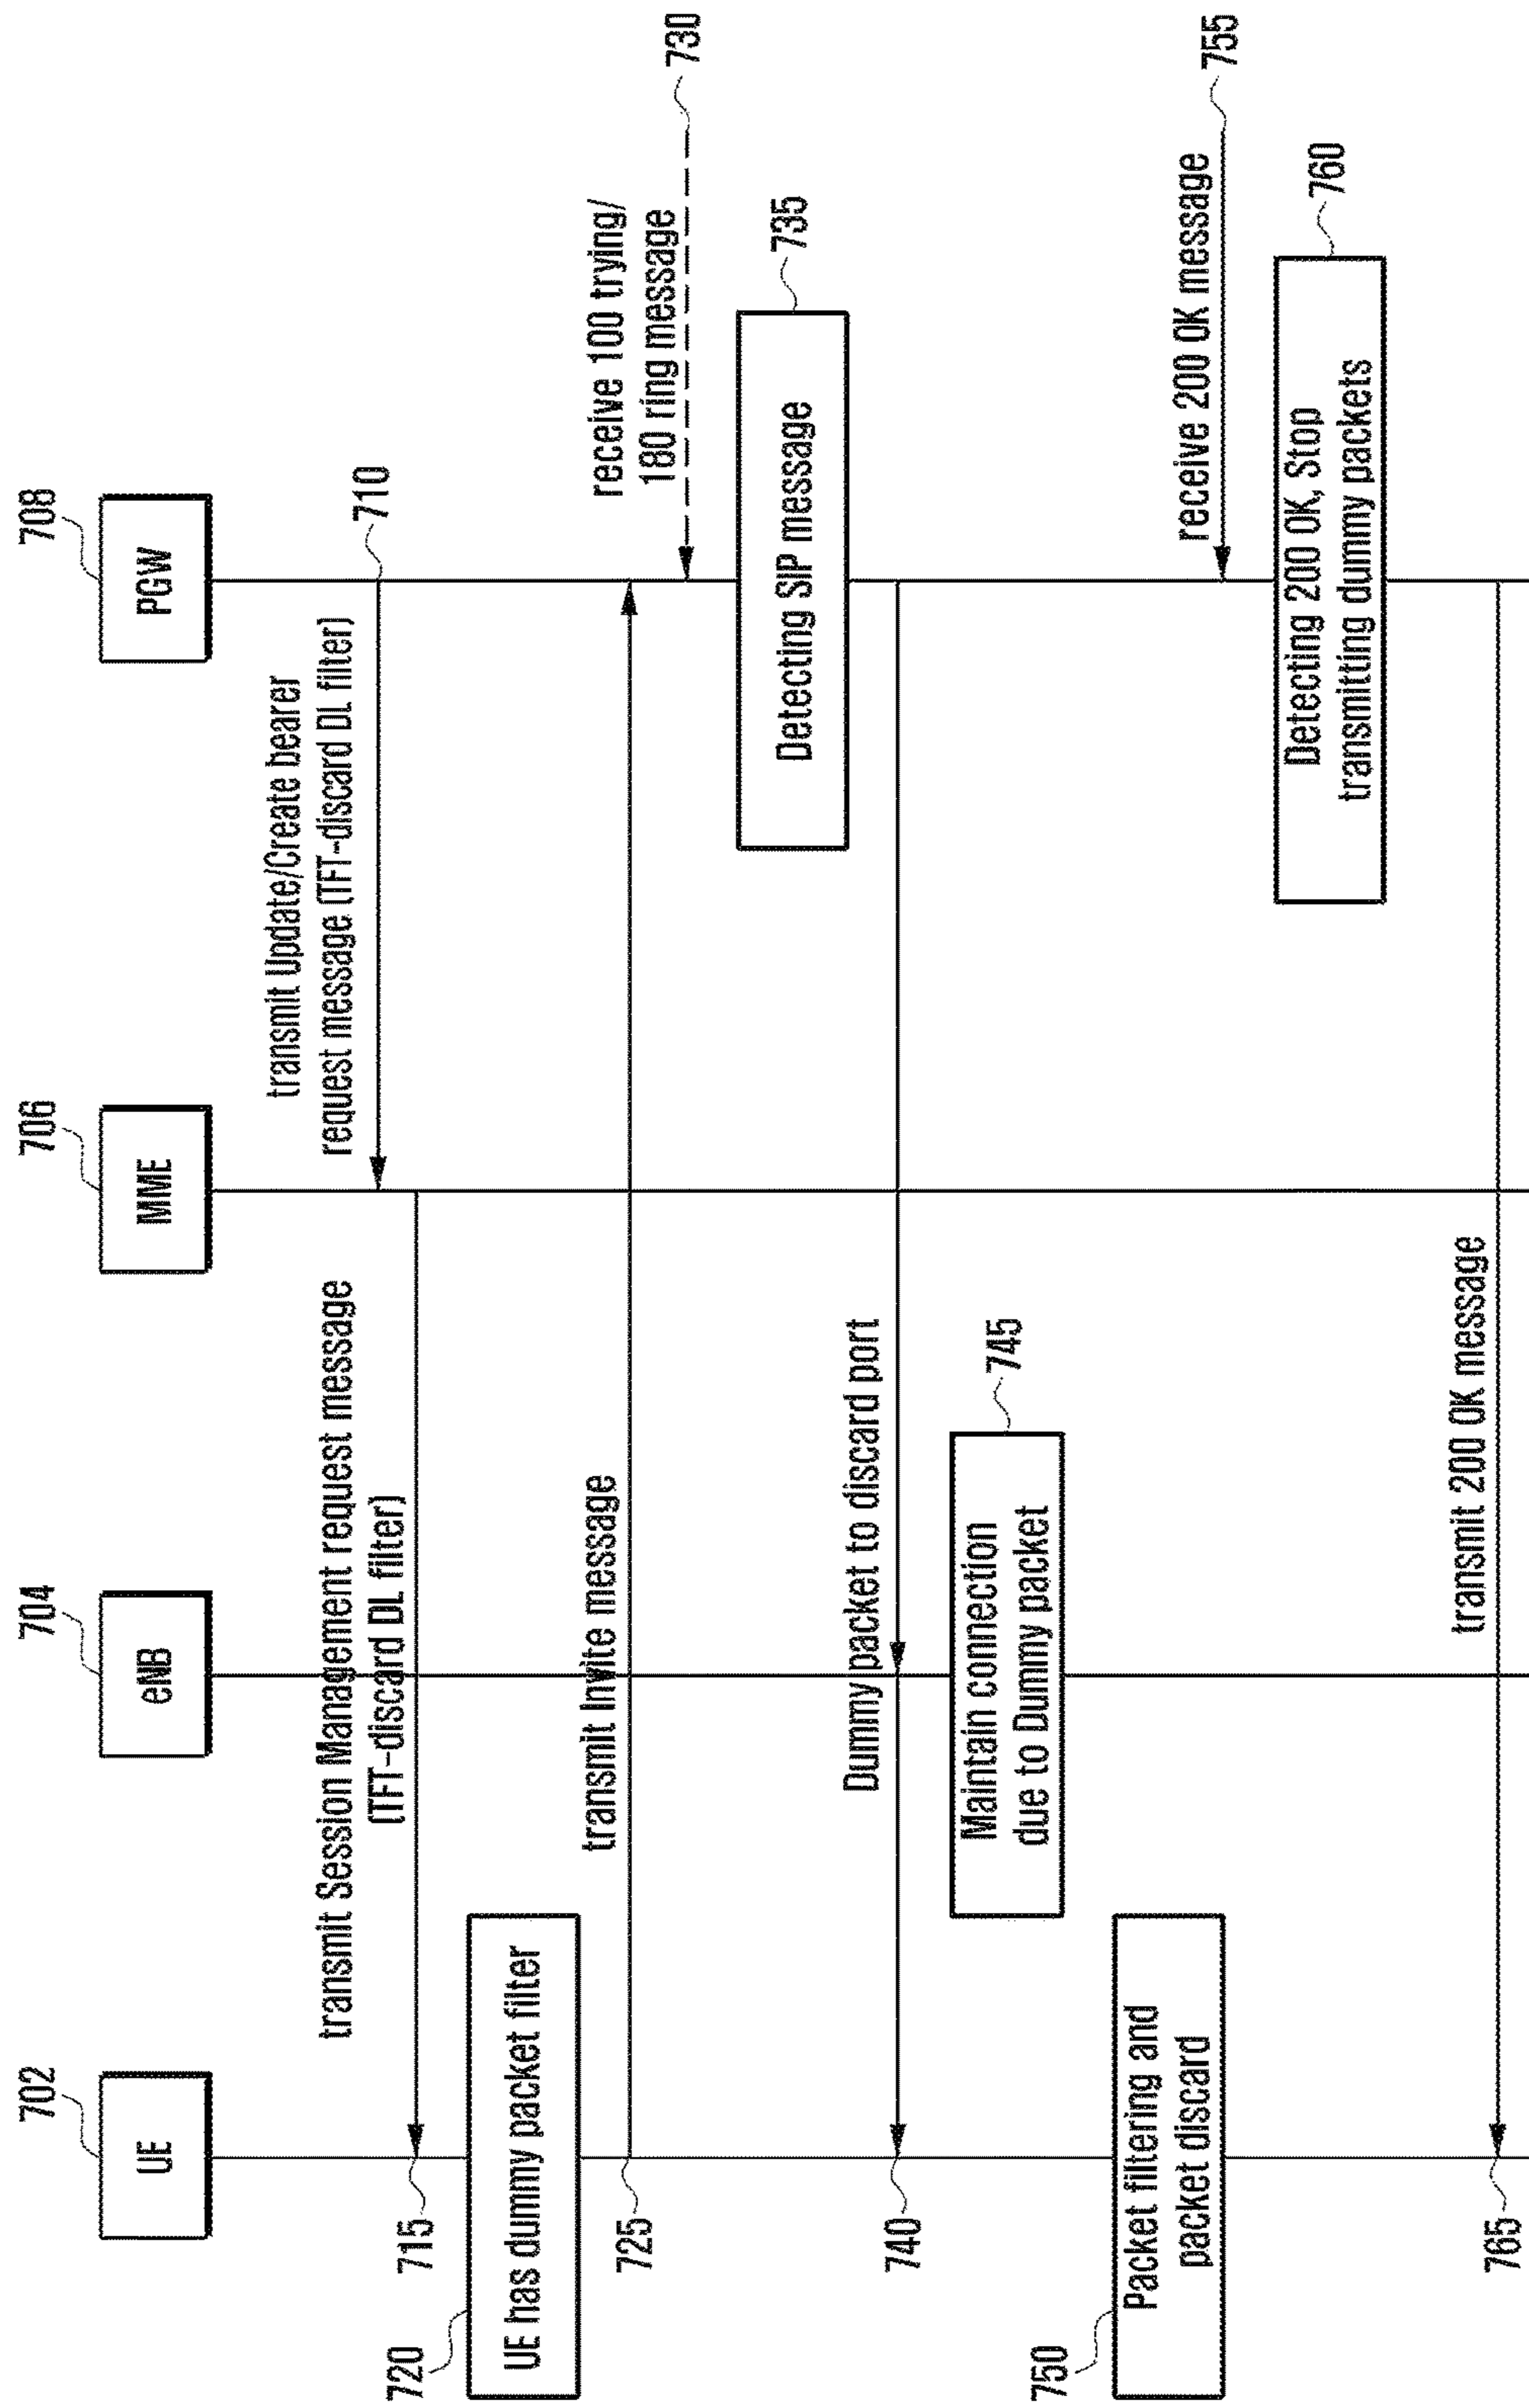 702
UE
704
eNB
706
MME
708
PGW
transmit Update/Create bearer
request message (TFT-discard DL filter)
710
transmit Session Management request message
(TFT-discard DL filter)
715
720
UE has dummy packet filter
transmit Invite message
725
receive 100 trying/
180 ring message
730
Detecting SIP message
735
Dummy packet to discard port
740
Maintain connection
due to Dummy packet
745
750
Packet filtering and
packet discard
receive 200 OK message
755
Detecting 200 OK, Stop
transmitting dummy packets
760
transmit 200 OK message
765